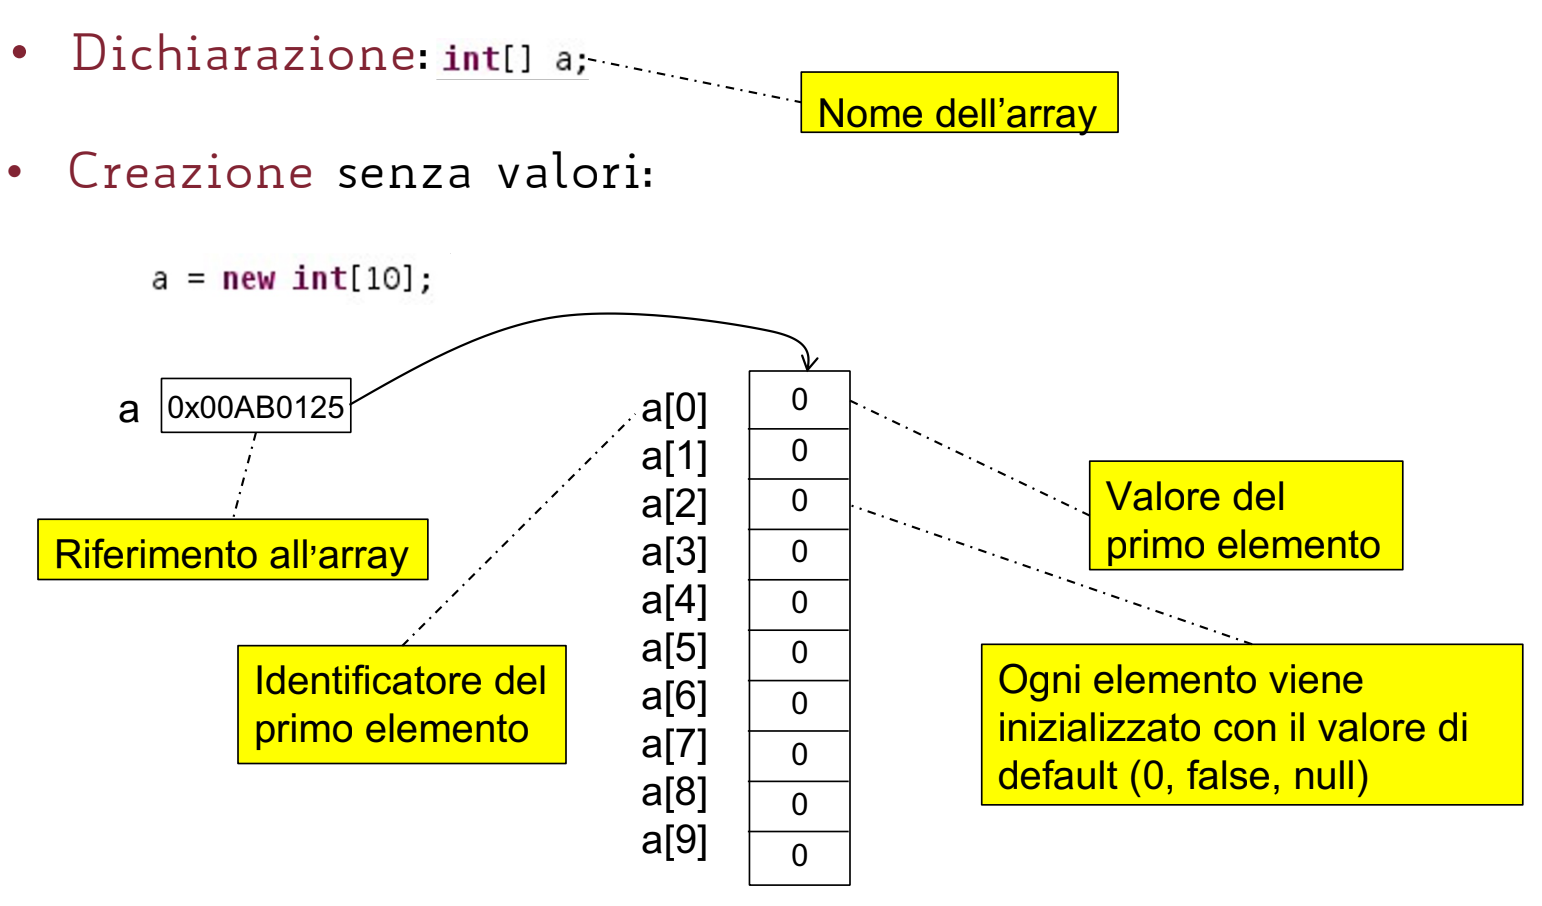 • Dichiarazione: int[] a;
Nome dell’array
• Creazione senza valori:
a = new int[10];
a 0x00AB0125
Riferimento all’array
Identificatore del
primo elemento
a[0] 0
a[1] 0
a[2] 0
a[3] 0
a[4] 0
a[5] 0
a[6] 0
a[7] 0
a[8] 0
a[9] 0
Valore del
primo elemento
Ogni elemento viene
inizializzato con il valore di
default (0, false, null)